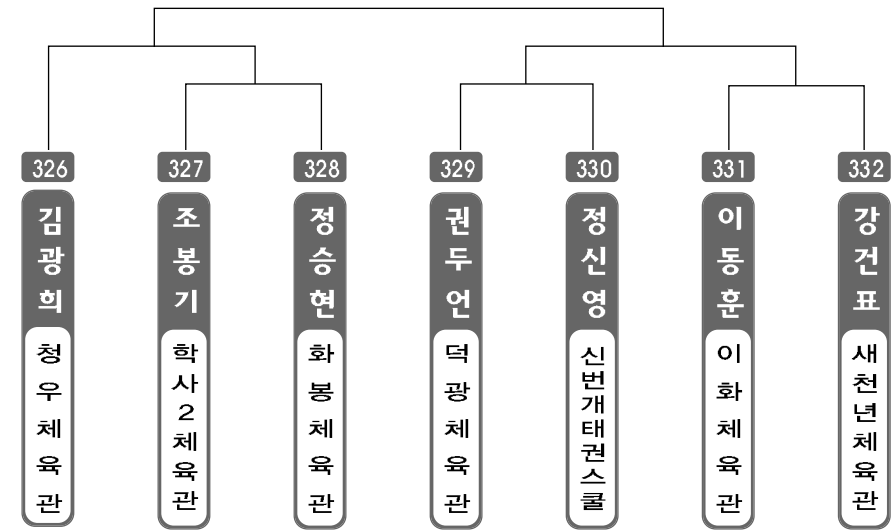 326
김광희
청우체육관
327
조봉기
학사2체육관
328
정승현
화봉체육관
329
권두언
덕광체육관
330
정신영
신번개태권스쿨
331
이동훈
이화체육관
332
강건표
새천년체육관